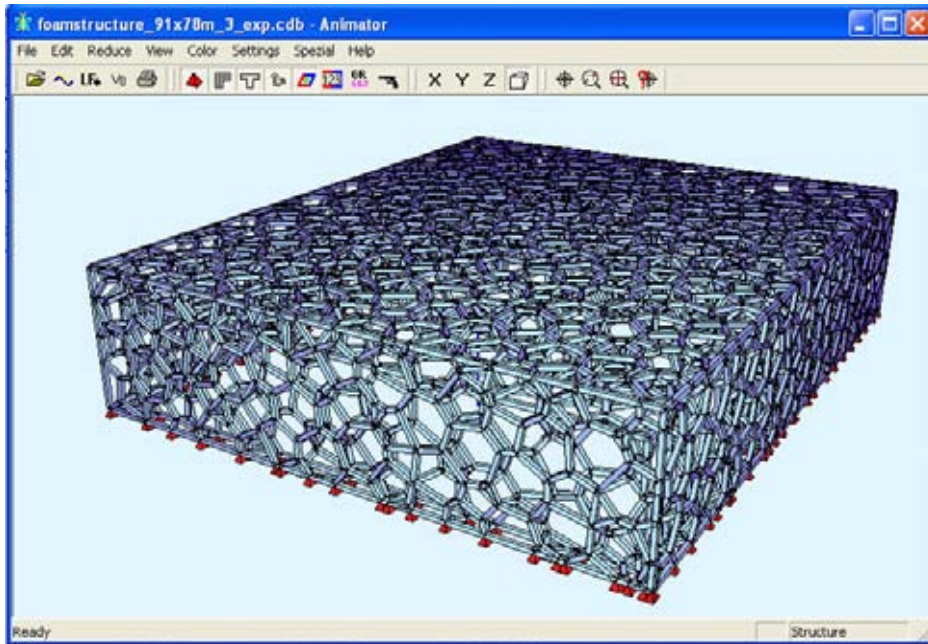 foamstructure_91x78m_3_exp.cdb - Animator
File Edit Reduce View Color Settings Spezial Help
X Y Z
Ready Structure